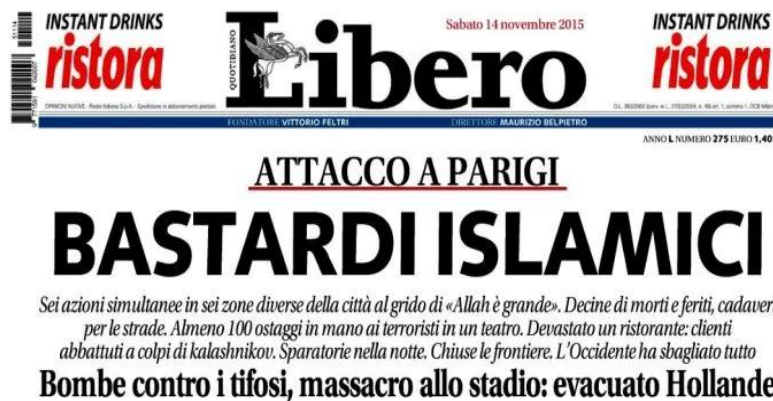 INSTANT DRINKS
ristora
QUOTIDIANO
Libero
Sabato 14 novembre 2015
INSTANT DRINKS
ristora
FONDATORE VITTORIO FELTRI
DIRETTORE MAURIZIO BELPIETRO
ANNO L NUMERO 275 EURO 1,40
ATTACCO A PARIGI
BASTARDI ISLAMICI
Sei azioni simultanee in sei zone diverse della città al grido di «Allah è grande». Decine di morti e feriti, cadaver
per le strade. Almeno 100 ostaggi in mano ai terroristi in un teatro. Devastato un ristorante: clienti
abbattuti a colpi di kalashnikov. Sparatorie nella notte. Chiuse le frontiere. L'Occidente ha sbagliato tutto
Bombe contro i tifosi, massacro allo stadio: evacuato Hollande